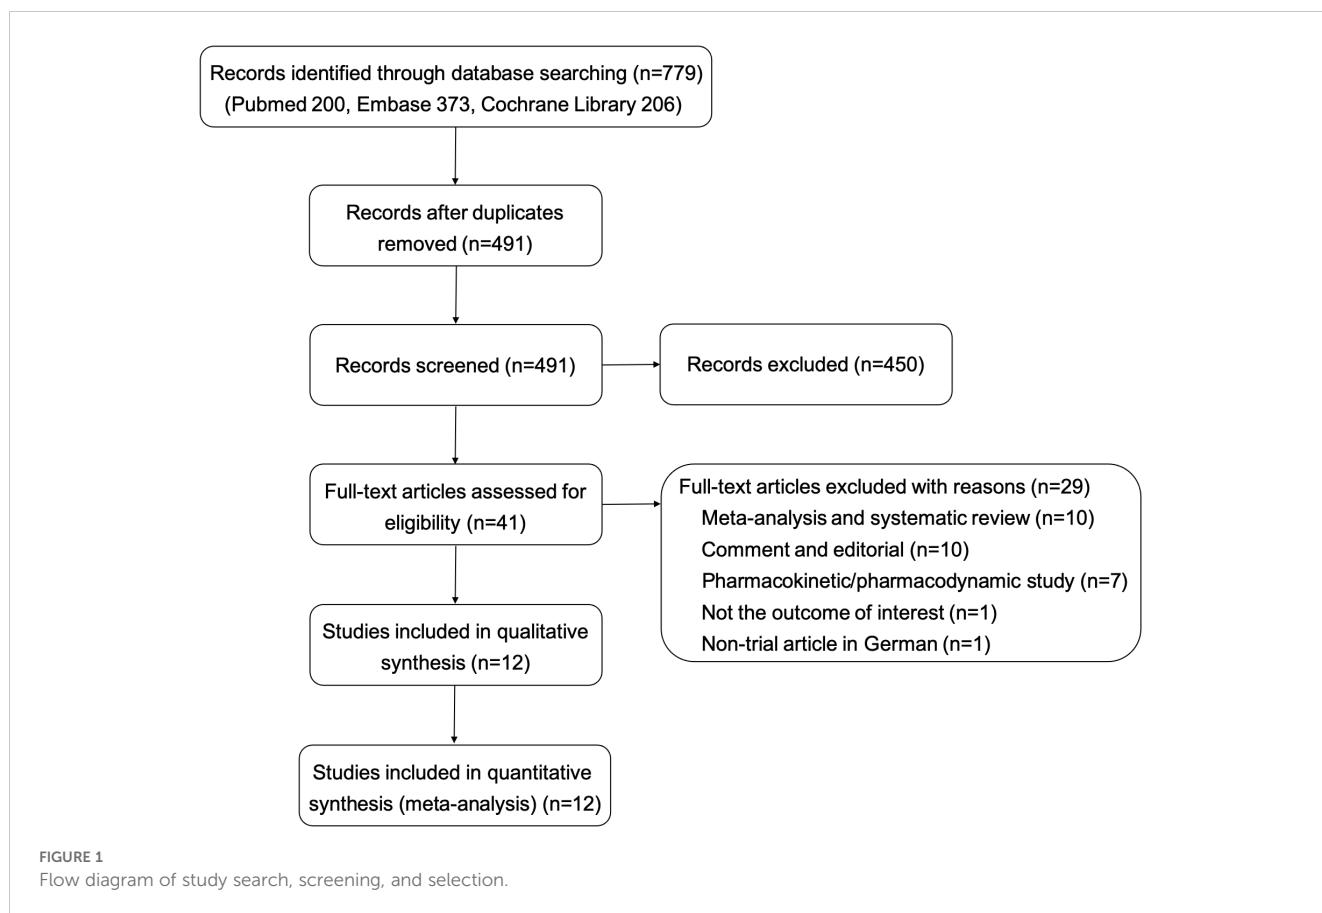 Records identified through database searching (n=779)
(Pubmed 200, Embase 373, Cochrane Library 206)
Records after duplicates
removed (n=491)
Records screened (n=491)
Records excluded (n=450)
Full-text articles assessed for
eligibility (n=41)
Full-text articles excluded with reasons (n=29)
Meta-analysis and systematic review (n=10)
Comment and editorial (n=10)
Pharmacokinetic/pharmacodynamic study (n=7)
Not the outcome of interest (n=1)
Non-trial article in German (n=1)
Studies included in qualitative
synthesis (n=12)
Studies included in quantitative
synthesis (meta-analysis) (n=12)
FIGURE 1
Flow diagram of study search, screening, and selection.